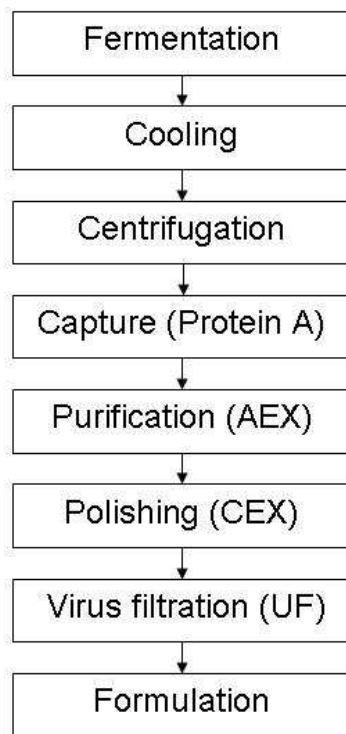 Fermentation
Cooling
Centrifugation
Capture (Protein A)
Purification (AEX)
Polishing (CEX)
Virus filtration (UF)
Formulation